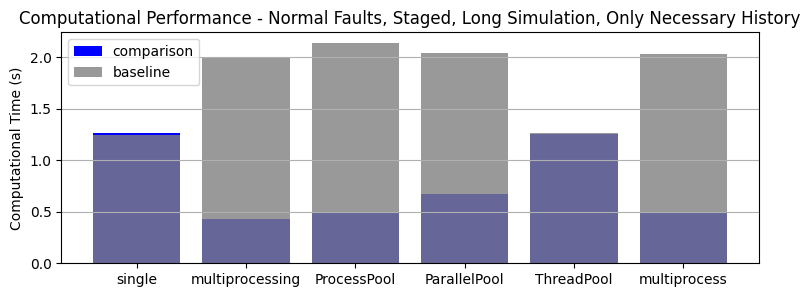 Computational Performance - Normal Faults, Staged, Long Simulation, Only Necessary History
comparison
baseline
Computational Time (s)
2.0
1.5
1.0
0.5
0.0
single multiprocessing ProcessPool ParallelPool ThreadPool multiprocess